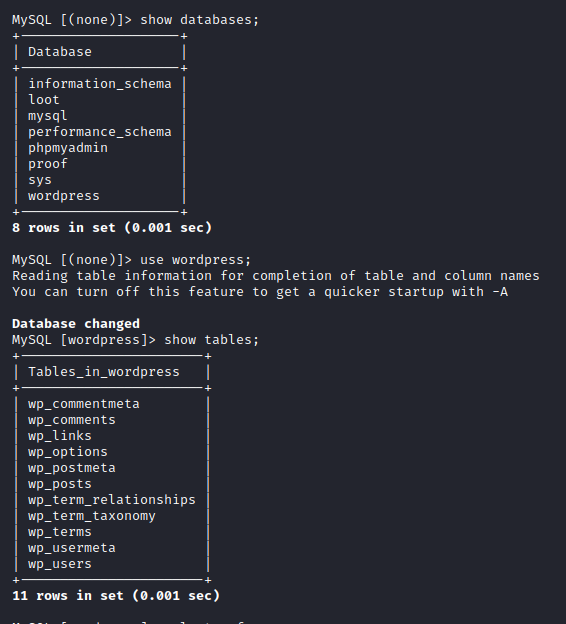 MySQL [(none)]> show databases;
+--------------------+
| Database           |
+--------------------+
| information_schema |
| loot               |
| mysql              |
| performance_schema |
| phpmyadmin         |
| proof              |
| sys                |
| wordpress          |
+--------------------+
8 rows in set (0.001 sec)
MySQL [(none)]> use wordpress;
Reading table information for completion of table and column names
You can turn off this feature to get a quicker startup with -A
Database changed
MySQL [wordpress]> show tables;
+-----------------------+
| Tables_in_wordpress   |
+-----------------------+
| wp_commentmeta        |
| wp_comments           |
| wp_links              |
| wp_options            |
| wp_postmeta           |
| wp_posts              |
| wp_term_relationships |
| wp_term_taxonomy      |
| wp_terms              |
| wp_usermeta           |
| wp_users              |
+-----------------------+
11 rows in set (0.001 sec)